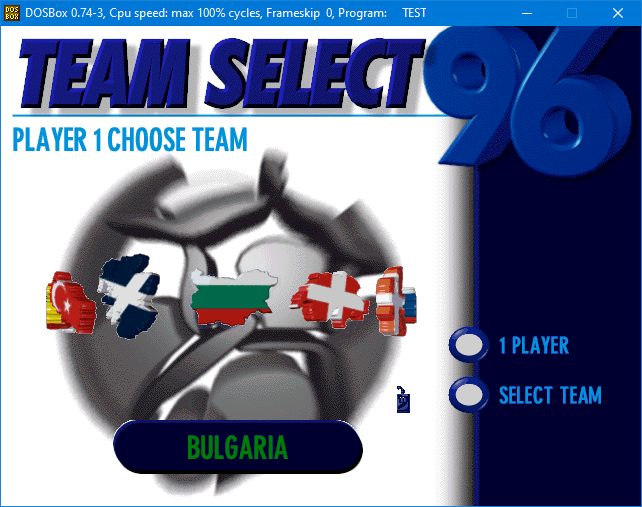 DOSBox 0.74-3, Cpu speed: max 100% cycles, Frameskip 0, Program: TEST
TEAM SELECT 96
PLAYER 1 CHOOSE TEAM
1 PLAYER
SELECT TEAM
BULGARIA